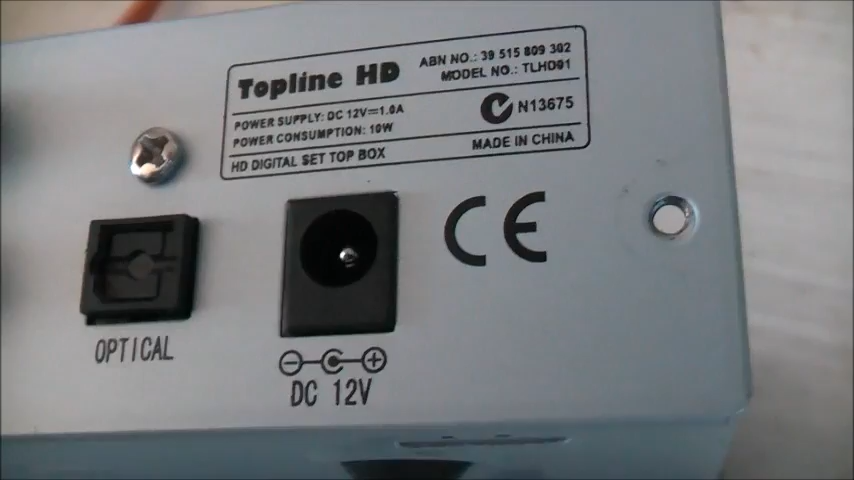 Topline HD
ABN NO.: 39 515 809 302
MODEL NO.: TLHD01
POWER SUPPLY: DC 12V⎓1.0A
POWER CONSUMPTION: 10W
N13675
HD DIGITAL SET TOP BOX
MADE IN CHINA
CE
OPTICAL
DC 12V